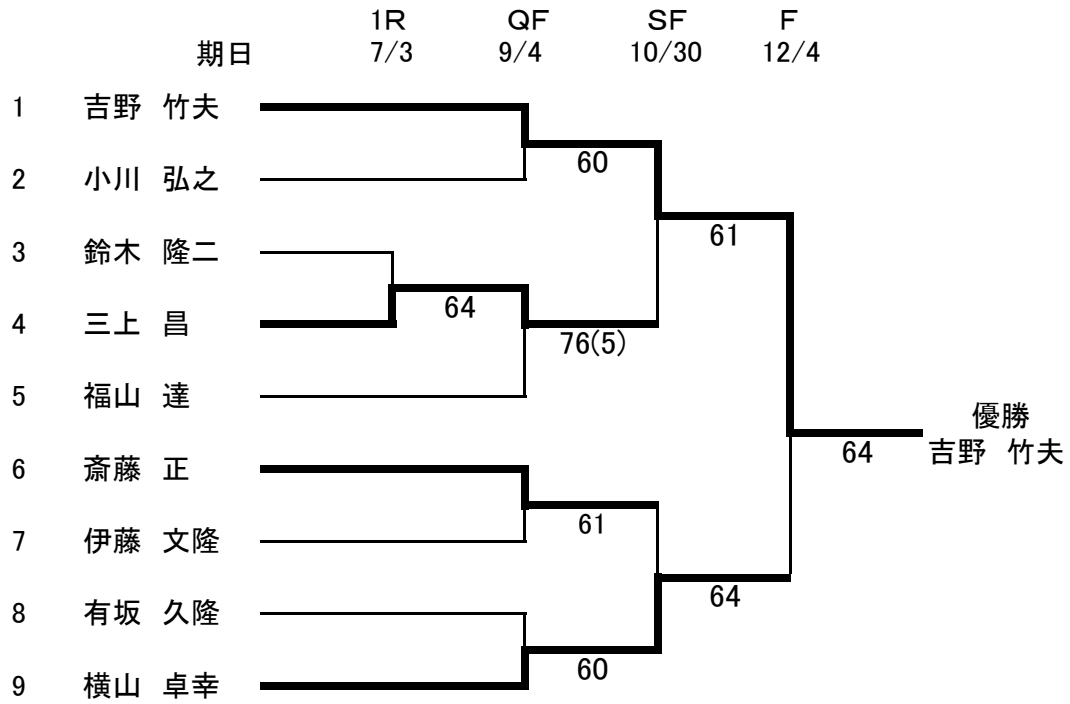 1R QF SF F
期日 7/3 9/4 10/30 12/4
1 吉野 竹夫
60
2 小川 弘之
61
3 鈴木 隆二
64
4 三上 昌
76(5)
5 福山 達
優勝
64 吉野 竹夫
6 斎藤 正
61
7 伊藤 文隆
64
8 有坂 久隆
60
9 横山 卓幸